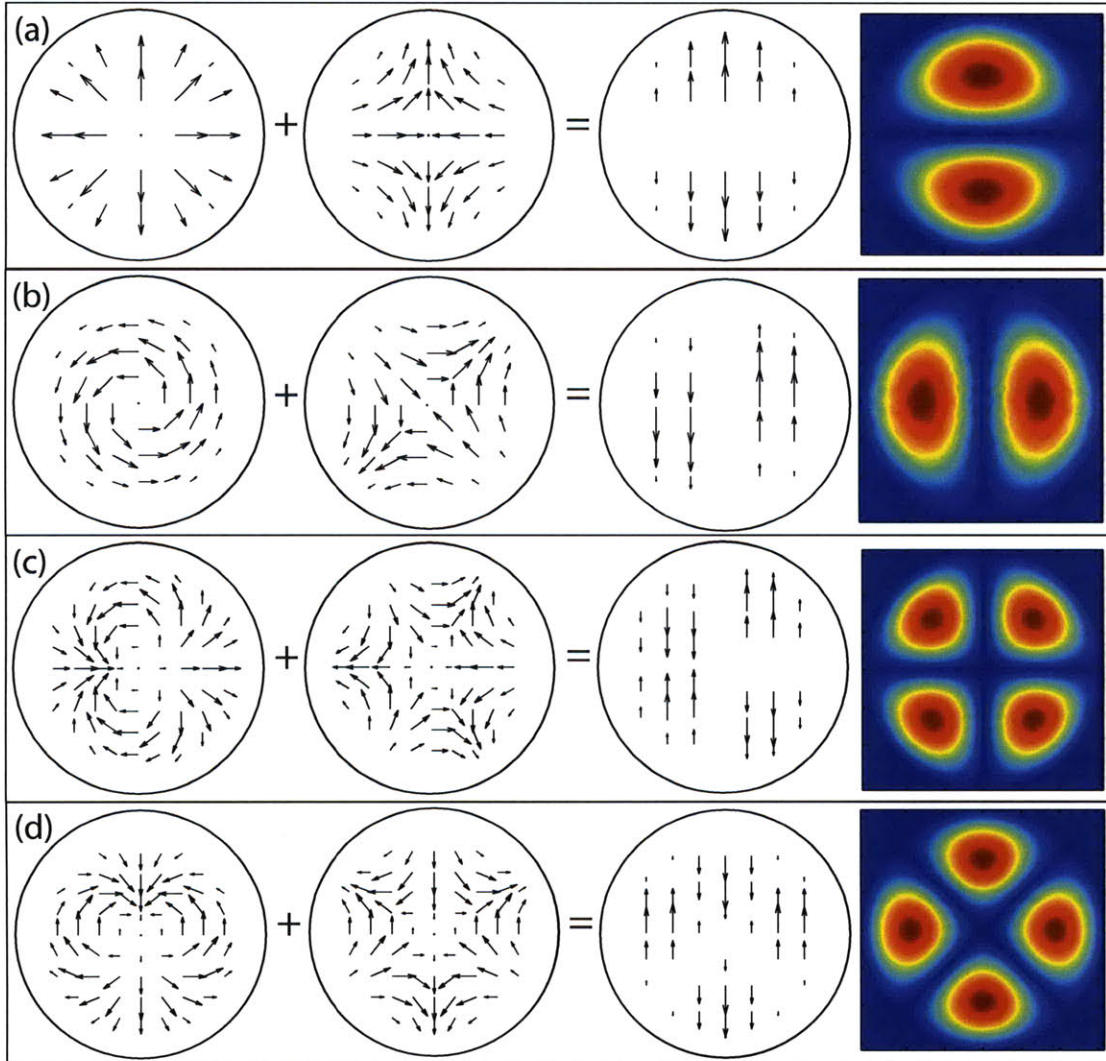 (a) + =
(b) + =
(c) + =
(d) + =